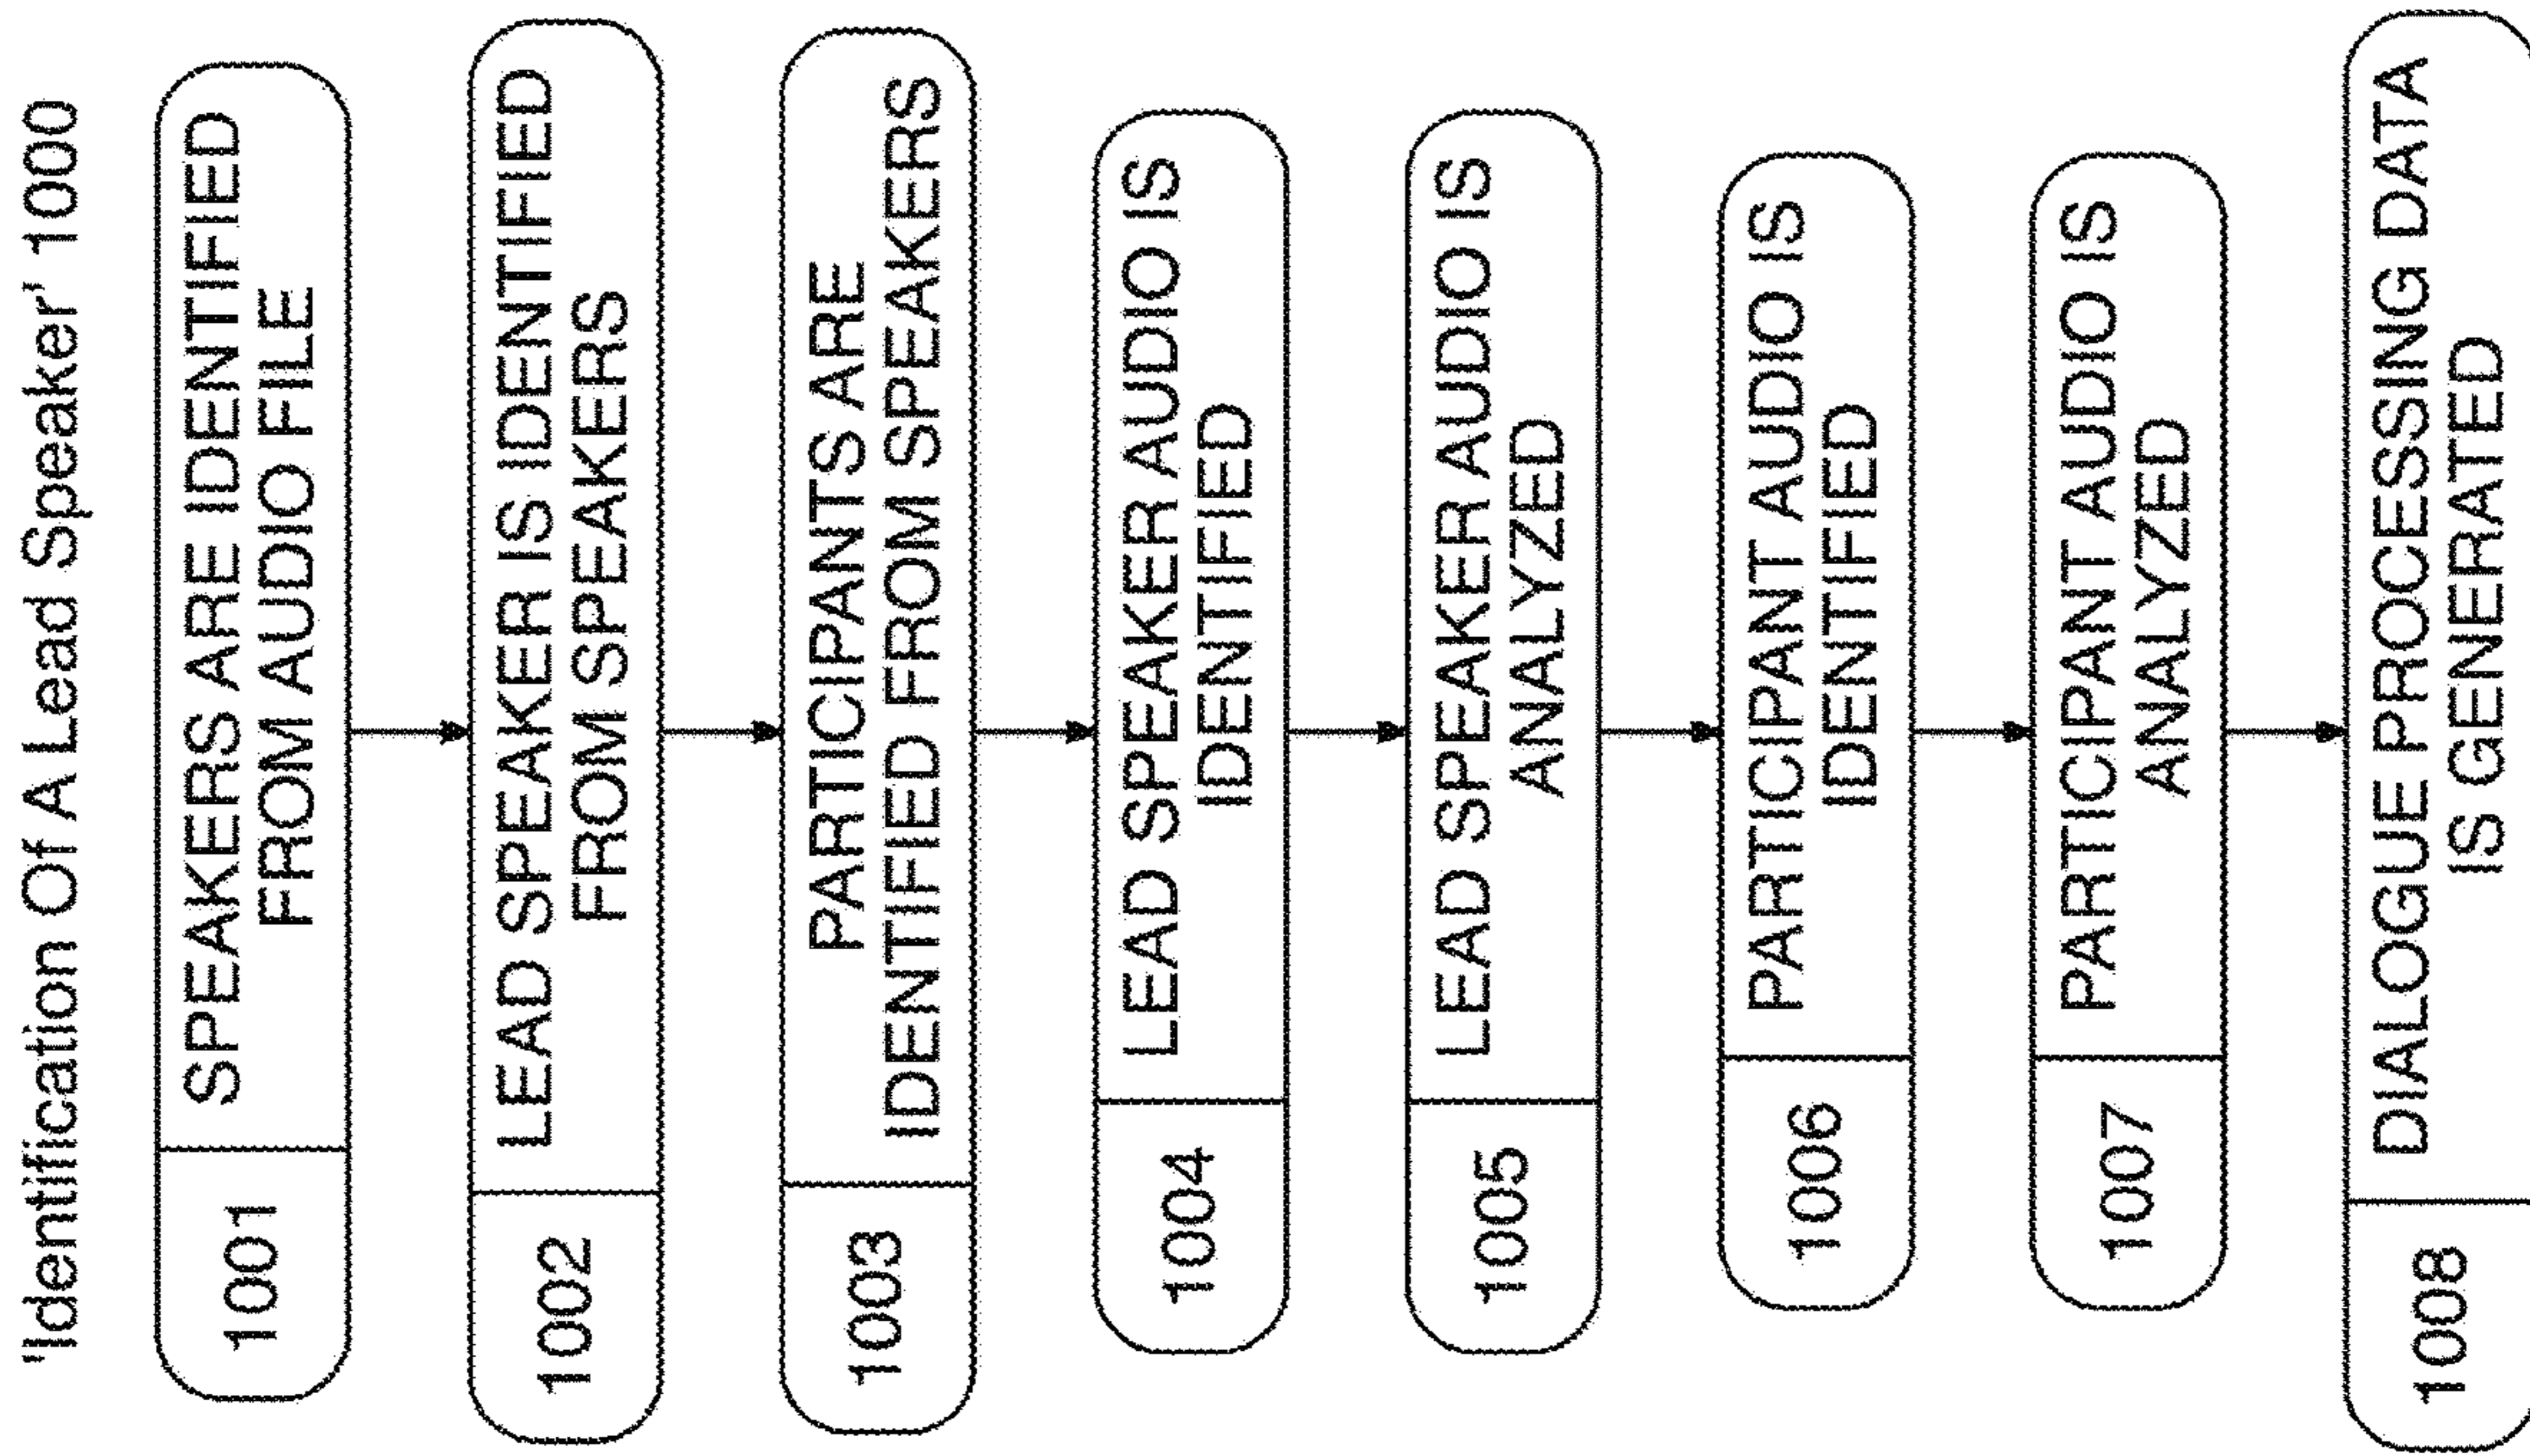 'Identification Of A Lead Speaker' 1000
1001
SPEAKERS ARE IDENTIFIED
FROM AUDIO FILE
1002
LEAD SPEAKER IS IDENTIFIED
FROM SPEAKERS
1003
PARTICIPANTS ARE
IDENTIFIED FROM SPEAKERS
1004
LEAD SPEAKER AUDIO IS
IDENTIFIED
1005
LEAD SPEAKER AUDIO IS
ANALYZED
1006
PARTICIPANT AUDIO IS
IDENTIFIED
1007
PARTICIPANT AUDIO IS
ANALYZED
1008
DIALOGUE PROCESSING DATA
IS GENERATED